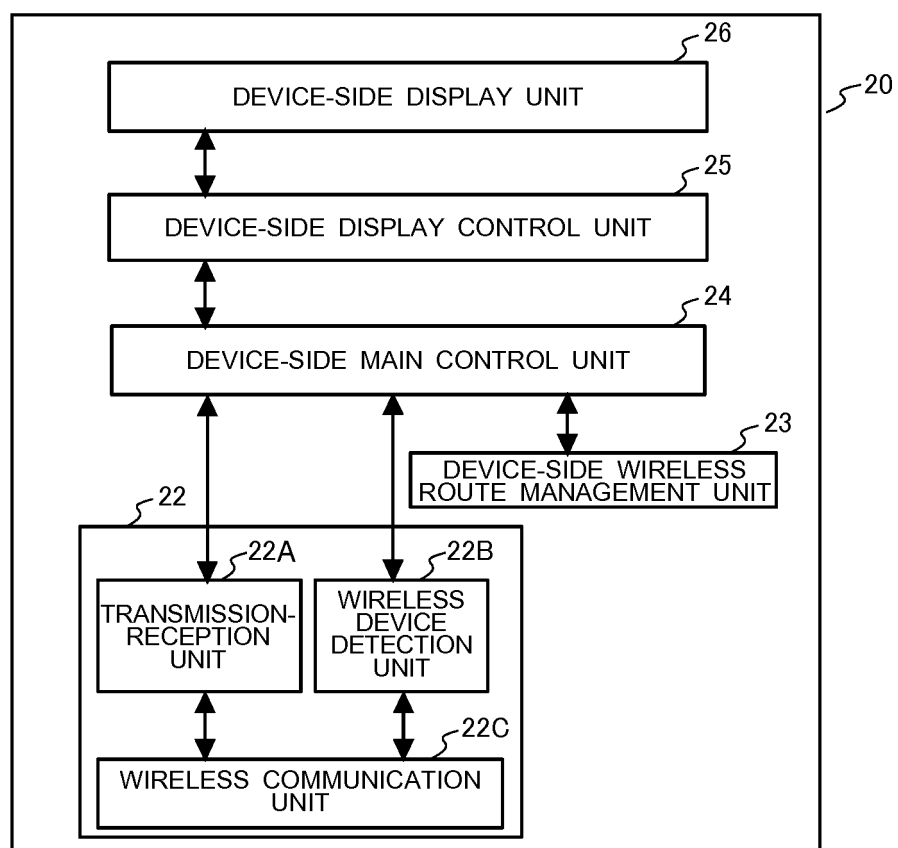 26
DEVICE-SIDE DISPLAY UNIT
20
25
DEVICE-SIDE DISPLAY CONTROL UNIT
24
DEVICE-SIDE MAIN CONTROL UNIT
23
DEVICE-SIDE WIRELESS
ROUTE MANAGEMENT UNIT
22
22A
TRANSMISSION-
RECEPTION
UNIT
22B
WIRELESS
DEVICE
DETECTION
UNIT
22C
WIRELESS COMMUNICATION
UNIT